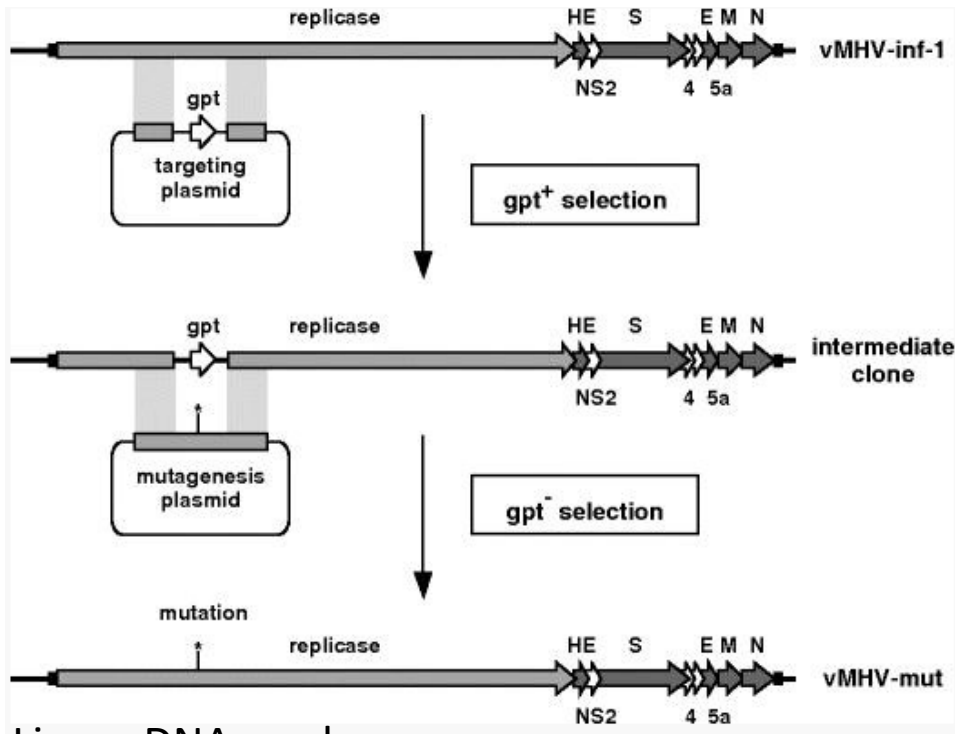 replicase HE S E M N
vMHV-inf-1
NS2 4 5a
gpt
targeting
plasmid
gpt+ selection
gpt replicase HE S E M N
intermediate
clone
NS2 4 5a
*
mutagenesis
plasmid
gpt- selection
mutation
* replicase HE S E M N
vMHV-mut
NS2 4 5a